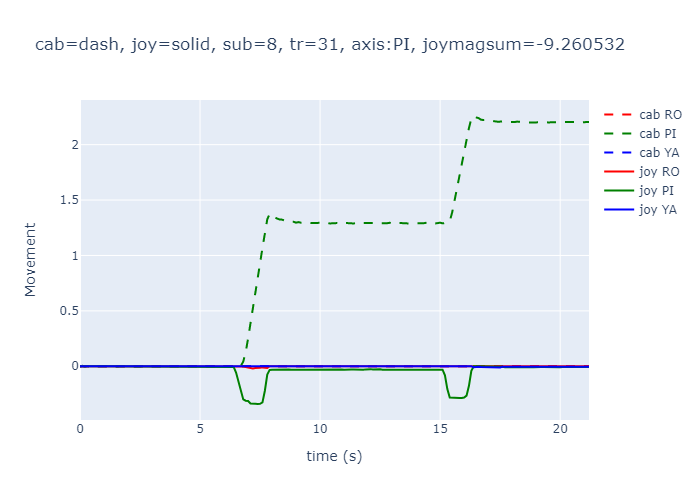 cab=dash, joy=solid, sub=8, tr=31, axis:PI, joymagsum=-9.260532
cab RO
cab PI
cab YA
joy RO
joy PI
joy YA
Movement
2
1.5
1
0.5
0
0 5 10 15 20
time (s)